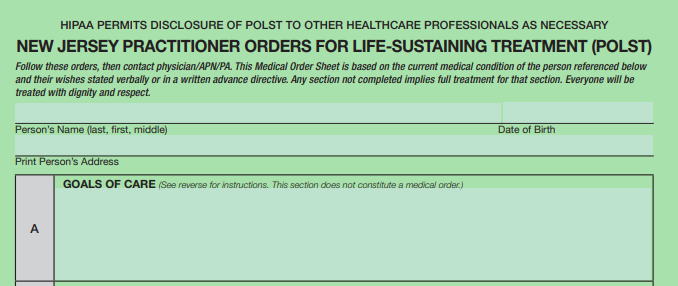 HIPAA PERMITS DISCLOSURE OF POLST TO OTHER HEALTHCARE PROFESSIONALS AS NECESSARY
NEW JERSEY PRACTITIONER ORDERS FOR LIFE-SUSTAINING TREATMENT (POLST)
Follow these orders, then contact physician/APN/PA. This Medical Order Sheet is based on the current medical condition of the person referenced below
and their wishes stated verbally or in a written advance directive. Any section not completed implies full treatment for that section. Everyone will be
treated with dignity and respect.
Person's Name (last, first, middle) Date of Birth
Print Person's Address
GOALS OF CARE (See reverse for instructions. This section does not constitute a medical order.)
A